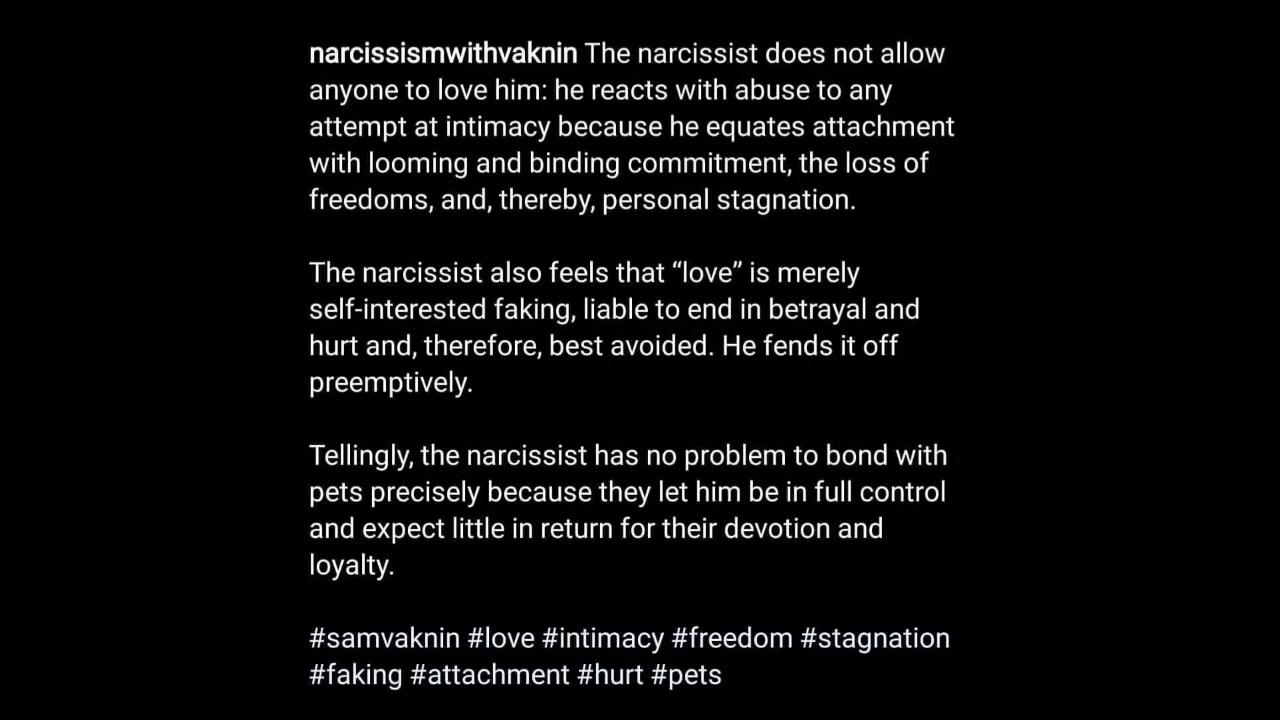 narcissismwithvaknin The narcissist does not allow
anyone to love him: he reacts with abuse to any
attempt at intimacy because he equates attachment
with looming and binding commitment, the loss of
freedoms, and, thereby, personal stagnation.
The narcissist also feels that “love” is merely
self-interested faking, liable to end in betrayal and
hurt and, therefore, best avoided. He fends it off
preemptively.
Tellingly, the narcissist has no problem to bond with
pets precisely because they let him be in full control
and expect little in return for their devotion and
loyalty.
#samvaknin #love #intimacy #freedom #stagnation
#faking #attachment #hurt #pets